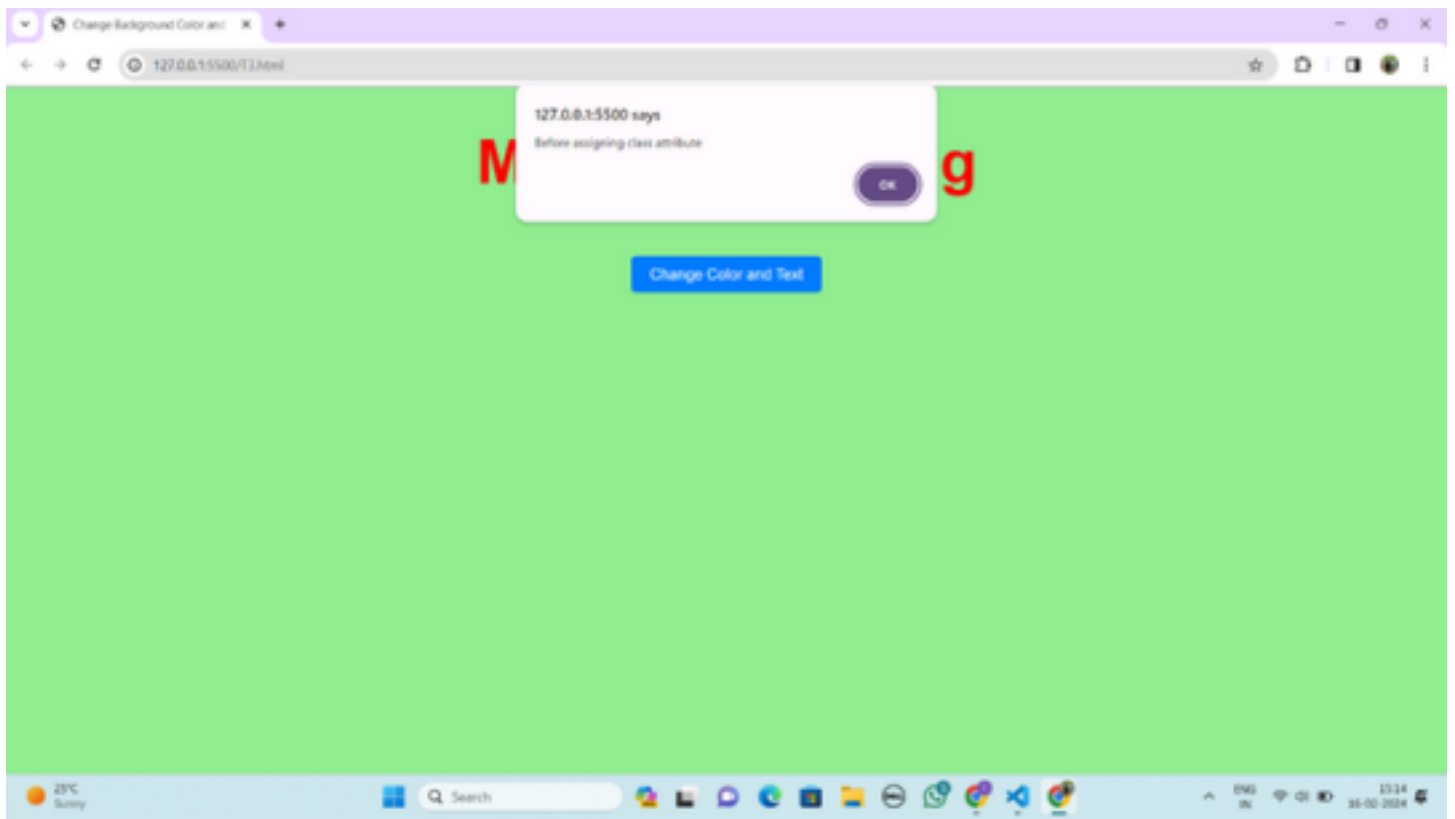 Change Background Color and
127.0.0.1:5500/T3.html
127.0.0.1:5500 says
Before assigning class attribute
OK
M g
Change Color and Text
25°C
Sunny
Search
ENG
IN
15:14
16-02-2024